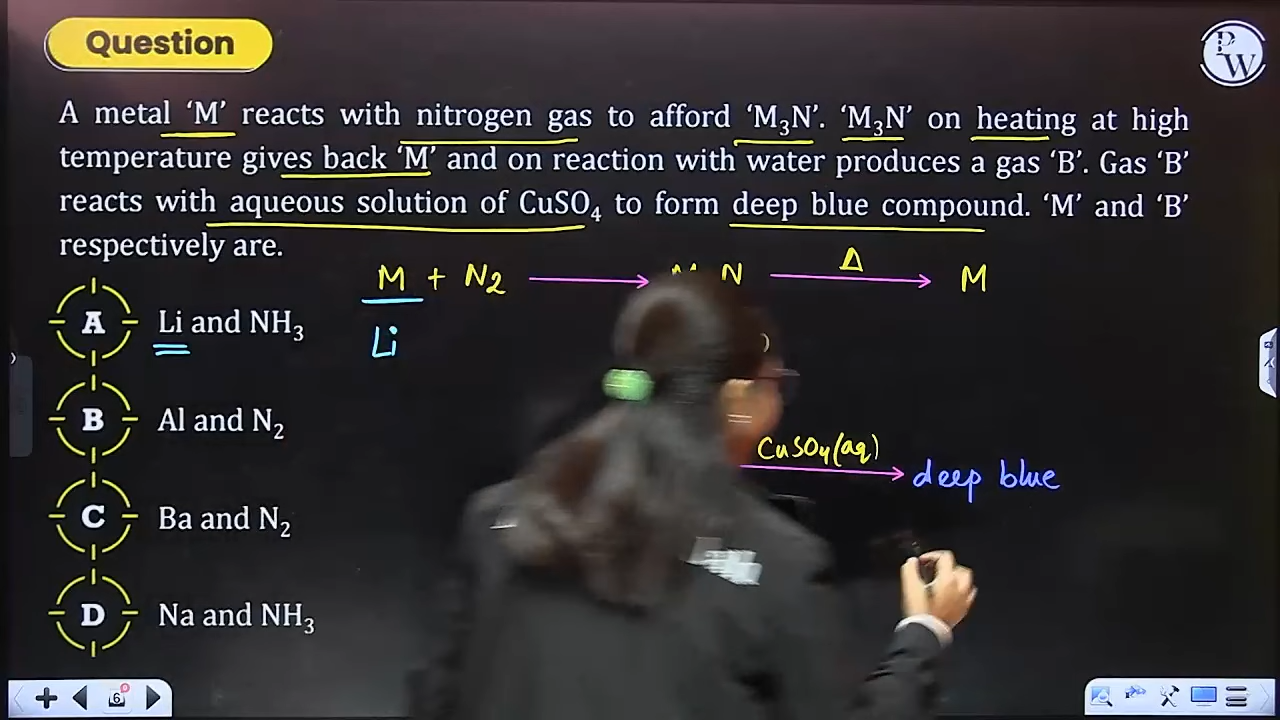 Question
PW
A metal ‘M’ reacts with nitrogen gas to afford ‘M₃N’. ‘M₃N’ on heating at high
temperature gives back ‘M’ and on reaction with water produces a gas ‘B’. Gas ‘B’
reacts with aqueous solution of CuSO₄ to form deep blue compound. ‘M’ and ‘B’
respectively are.
M + N₂ N Δ M
Li
A Li and NH₃
B Al and N₂
CuSO₄(aq) deep blue
C Ba and N₂
D Na and NH₃
6